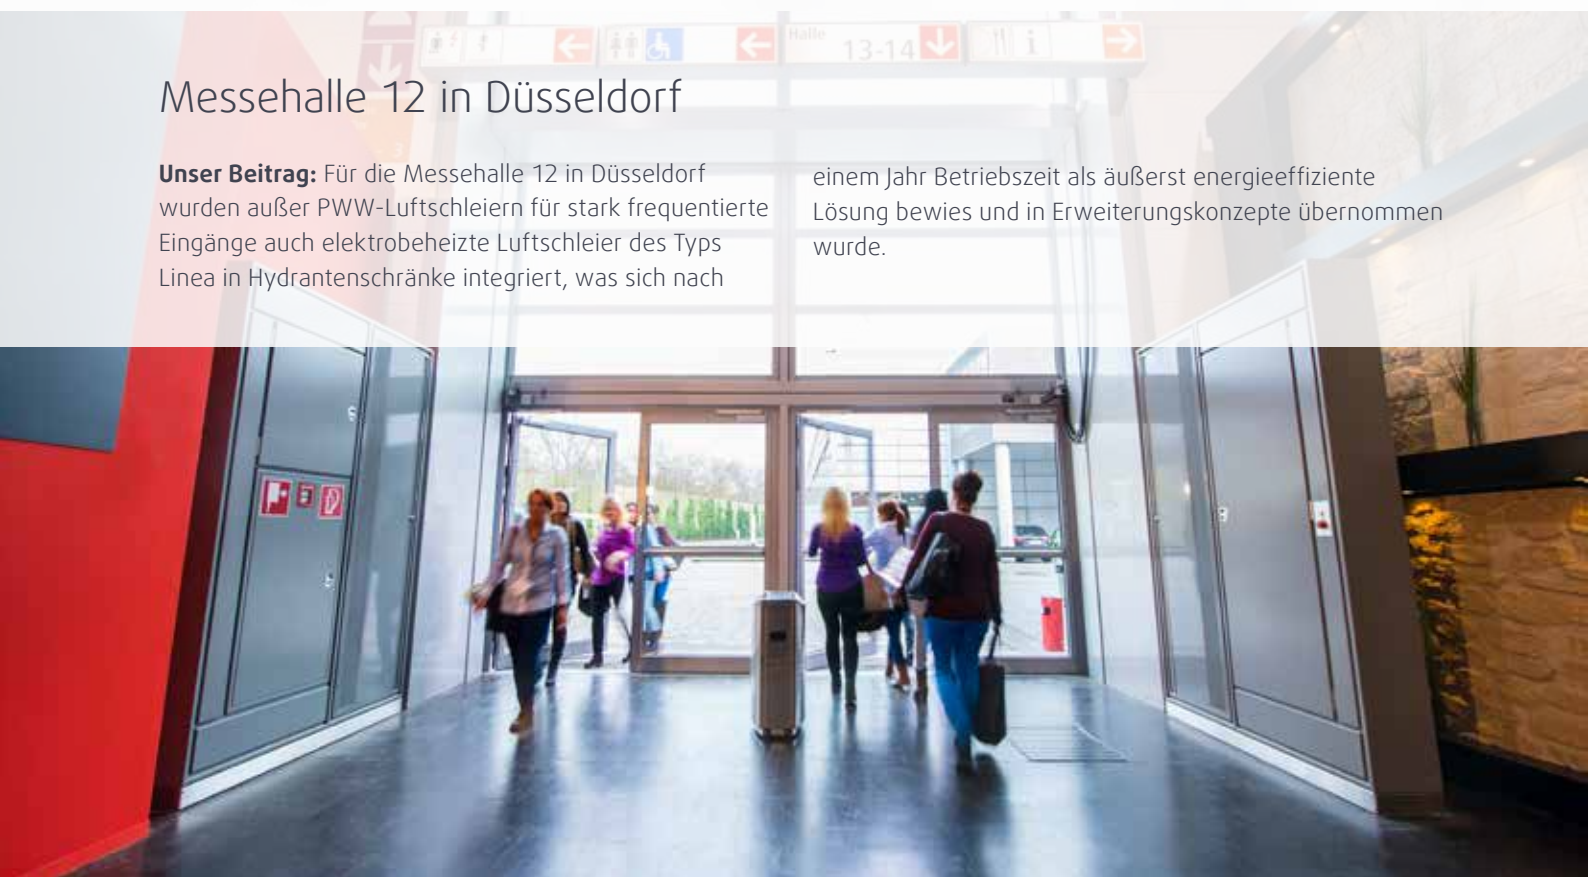 Halle
13-14
i
Messehalle 12 in Düsseldorf
Unser Beitrag: Für die Messehalle 12 in Düsseldorf
wurden außer PWW-Luftschleiern für stark frequentierte
Eingänge auch elektrobeheizte Luftschleier des Typs
Linea in Hydrantenschränke integriert, was sich nach
einem Jahr Betriebszeit als äußerst energieeffiziente
Lösung bewies und in Erweiterungskonzepte übernommen
wurde.